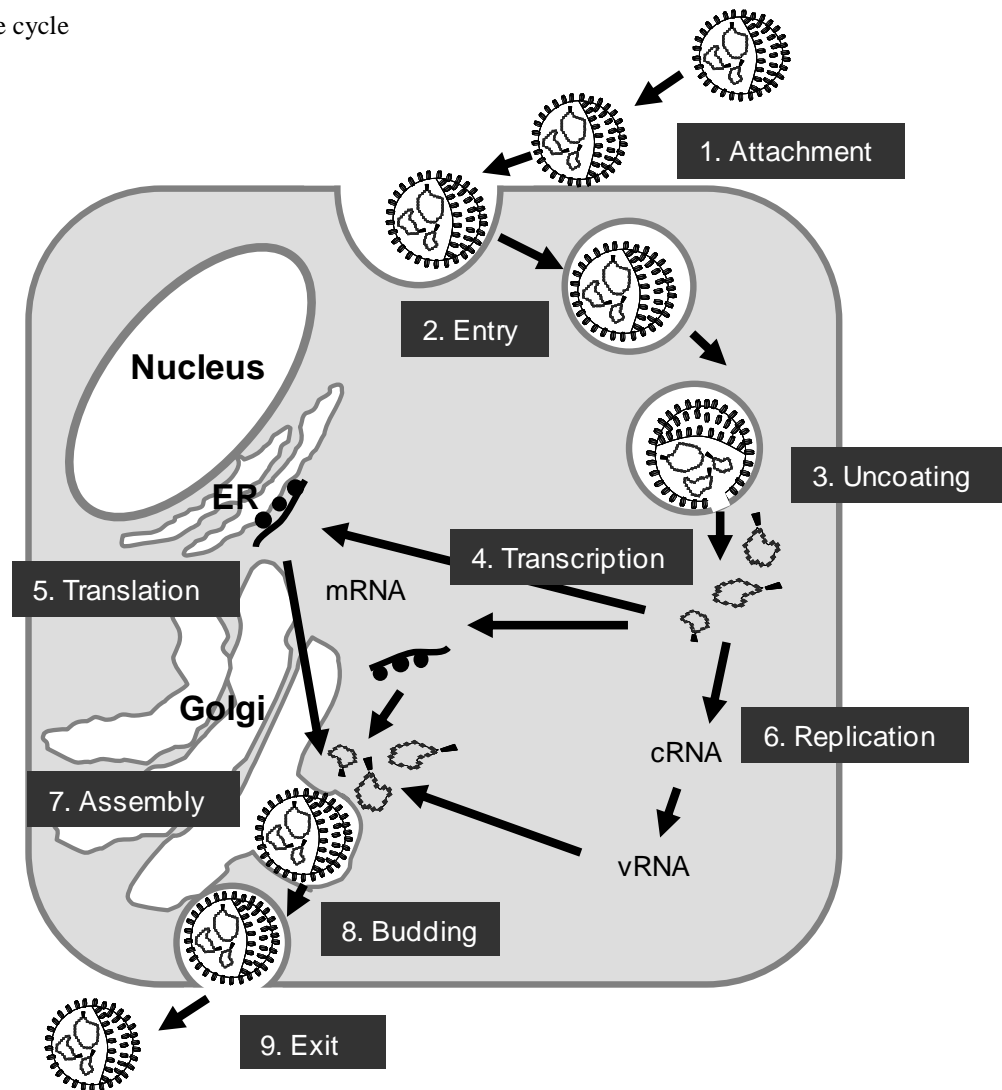 e cycle
1. Attachment
2. Entry
Nucleus
3. Uncoating
ER
4. Transcription
5. Translation
mRNA
Golgi
6. Replication
cRNA
7. Assembly
vRNA
8. Budding
9. Exit